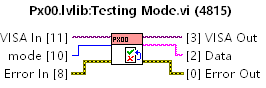 Px00.lvlib:Testing Mode.vi (4815)
VISA In [11] PX00 [3] VISA Out
mode [10] [2] Data
Error In [8] [0] Error Out